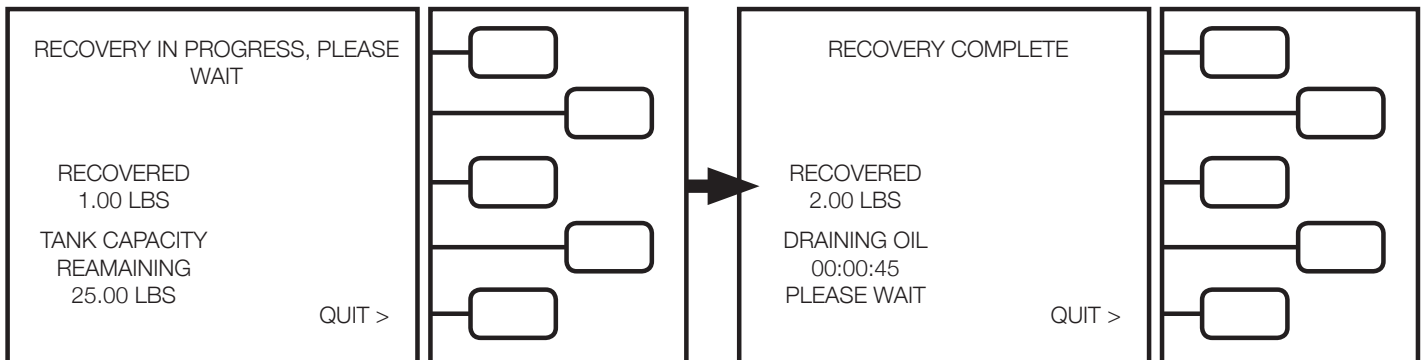 RECOVERY IN PROGRESS, PLEASE
WAIT
RECOVERED
1.00 LBS
TANK CAPACITY
REAMAINING
25.00 LBS
QUIT >
RECOVERY COMPLETE
RECOVERED
2.00 LBS
DRAINING OIL
00:00:45
PLEASE WAIT
QUIT >